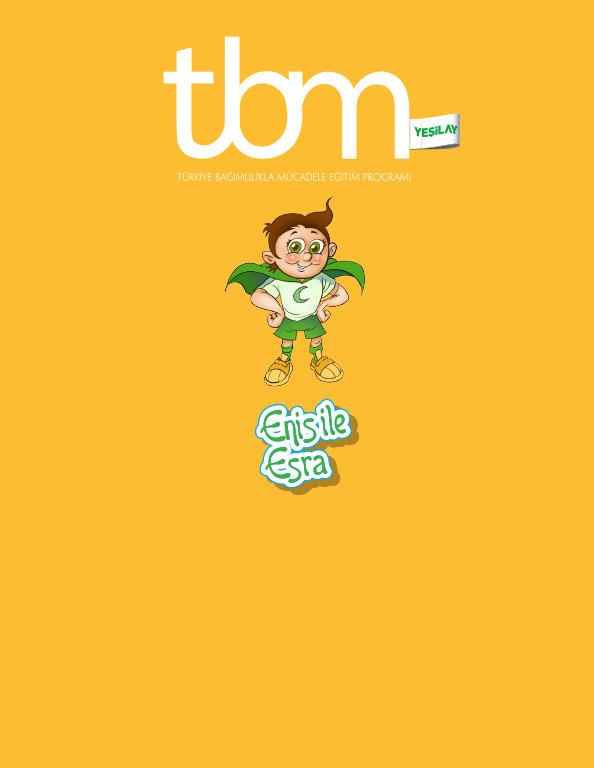 tbm
YEŞİLAY
TÜRKİYE BAĞIMLILIKLA MÜCADELE EĞİTİM PROGRAMI
Enis ile
Esra